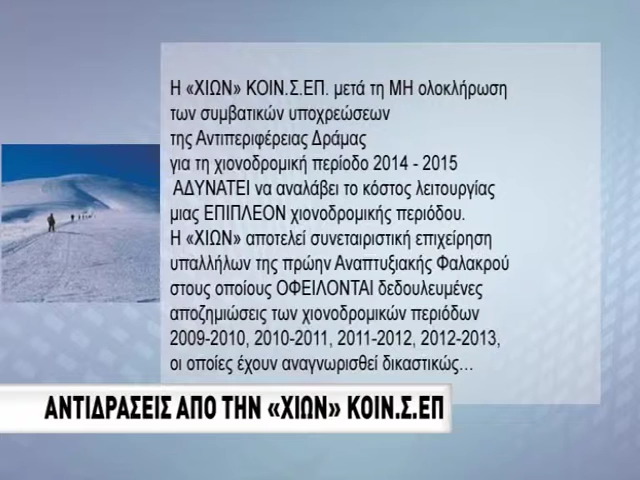 Η «ΧΙΩΝ» ΚΟΙΝ.Σ.ΕΠ. μετά τη ΜΗ ολοκλήρωση
των συμβατικών υποχρεώσεων
της Αντιπεριφέρειας Δράμας
για τη χιονοδρομική περίοδο 2014 - 2015
ΑΔΥΝΑΤΕΙ να αναλάβει το κόστος λειτουργίας
μιας ΕΠΙΠΛΕΟΝ χιονοδρομικής περιόδου.
Η «ΧΙΩΝ» αποτελεί συνεταιριστική επιχείρηση
υπαλλήλων της πρώην Αναπτυξιακής Φαλακρού
στους οποίους ΟΦΕΙΛΟΝΤΑΙ δεδουλευμένες
αποζημιώσεις των χιονοδρομικών περιόδων
2009-2010, 2010-2011, 2011-2012, 2012-2013,
οι οποίες έχουν αναγνωρισθεί δικαστικώς...
ΑΝΤΙΔΡΑΣΕΙΣ ΑΠΟ ΤΗΝ «ΧΙΩΝ» ΚΟΙΝ.Σ.ΕΠ